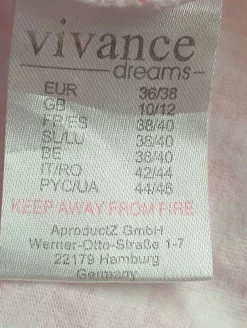 vivance
dreams
EUR 36/38
GB 10/12
FR/ES 38/40
SL/LU 38/40
BE 38/40
IT/RO 42/44
РУС/UA 44/46
KEEP AWAY FROM FIRE
AproductZ GmbH
Werner-Otto-Straße 1-7
22179 Hamburg
Germany